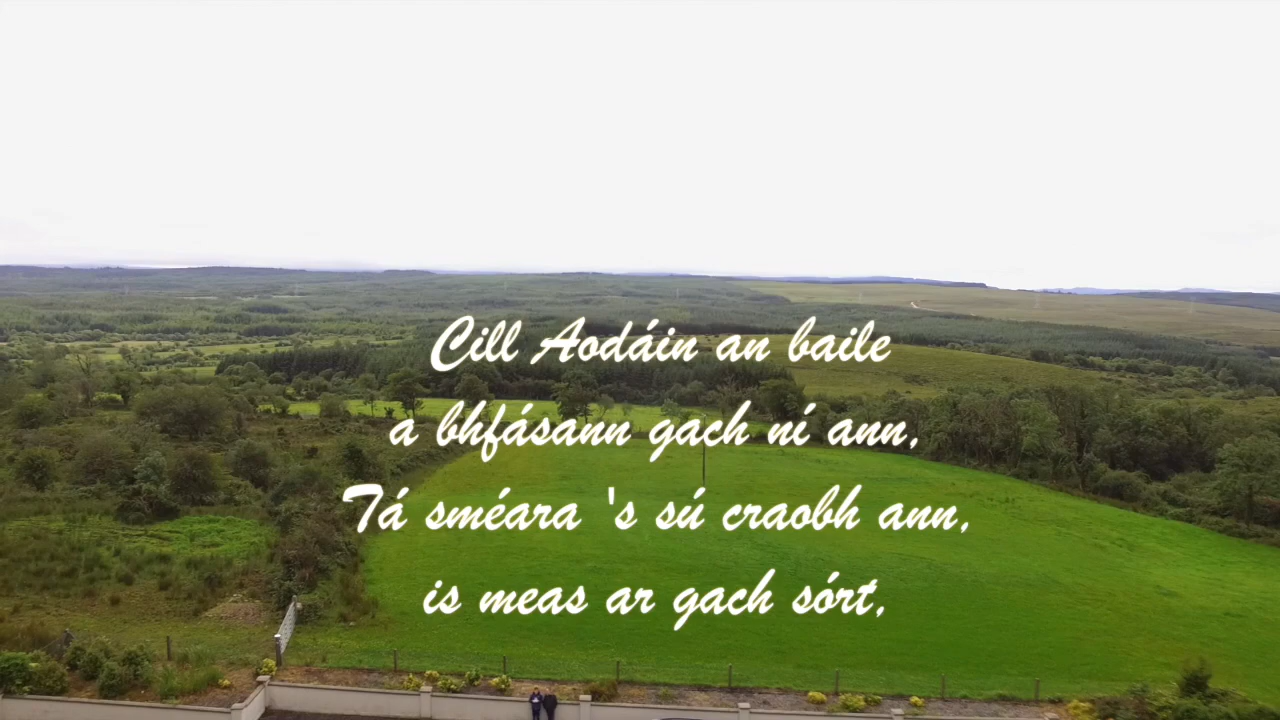 Cill Aodáin an baile
a bhfásann gach ní ann,
Tá sméara 's sú craobh ann,
is meas ar gach sórt,